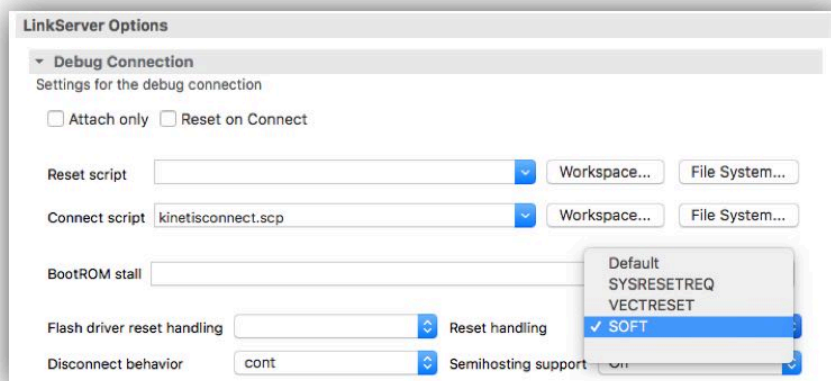 LinkServer Options
Debug Connection
Settings for the debug connection
Attach only Reset on Connect
Reset script Workspace... File System...
Connect script kinetisconnect.scp Workspace... File System...
BootROM stall
Default
SYSRESETREQ
VECTRESET
Flash driver reset handling Reset handling ✓ SOFT
Disconnect behavior cont Semihosting support On